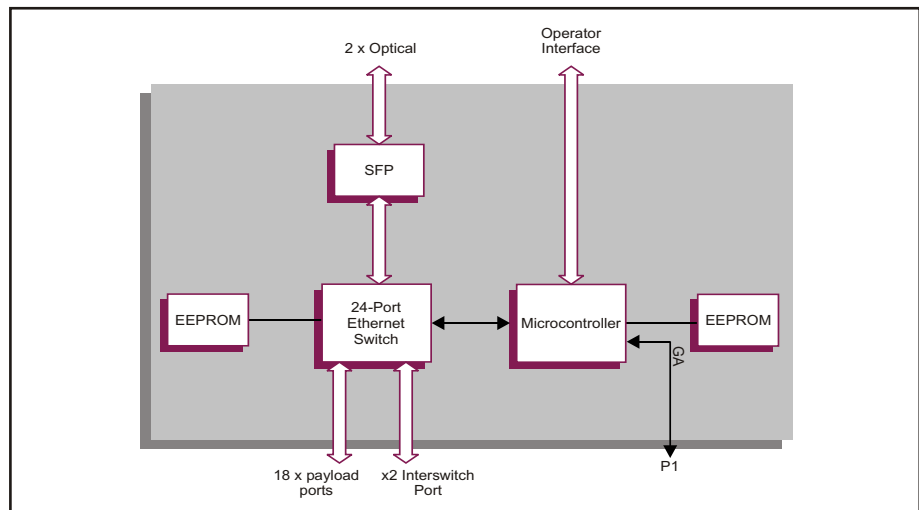 2 x Optical
Operator
Interface
SFP
EEPROM
24-Port
Ethernet
Switch
Microcontroller
EEPROM
GA
18 x payload
ports
x2 Interswitch
Port
P1